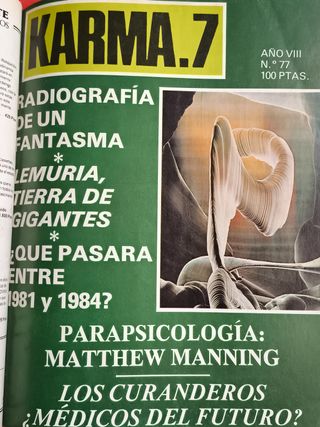 KARMA.7
AÑO VIII
N.º 77
100 PTAS.
RADIOGRAFÍA
DE UN
FANTASMA
*
LEMURIA,
TIERRA DE
GIGANTES
*
¿QUE PASARA
ENTRE
1981 y 1984?
PARAPSICOLOGÍA:
MATTHEW MANNING
LOS CURANDEROS
¿MÉDICOS DEL FUTURO?